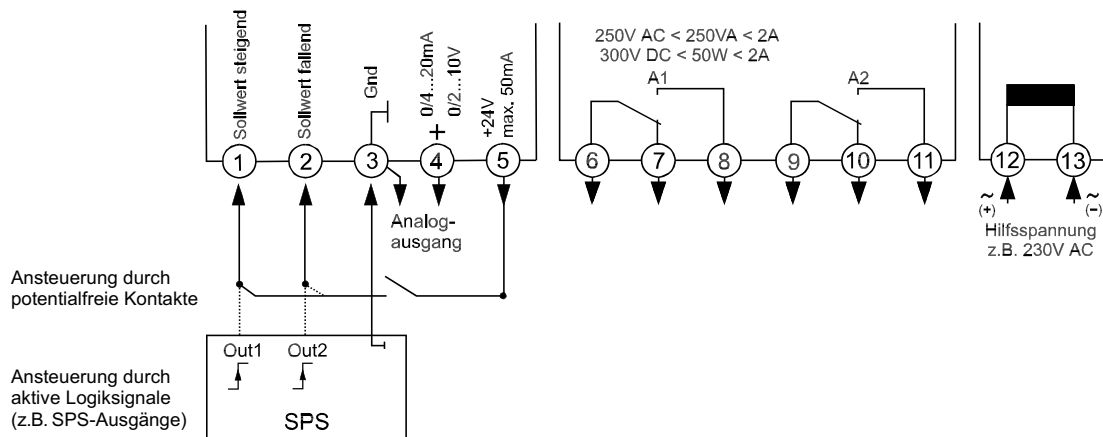 Sollwert steigend
Sollwert fallend
Gnd
0/4...20mA
0/2...10V
+
+24V
max. 50mA
250V AC < 250VA < 2A
300V DC < 50W < 2A
A1
A2
1
2
3
4
5
6
7
8
9
10
11
12
13
~
(+)
~
(−)
Analog-
ausgang
Hilfsspannung
z.B. 230V AC
Ansteuerung durch
potentialfreie Kontakte
Out1
Out2
Ansteuerung durch
aktive Logiksignale
(z.B. SPS-Ausgänge)
SPS